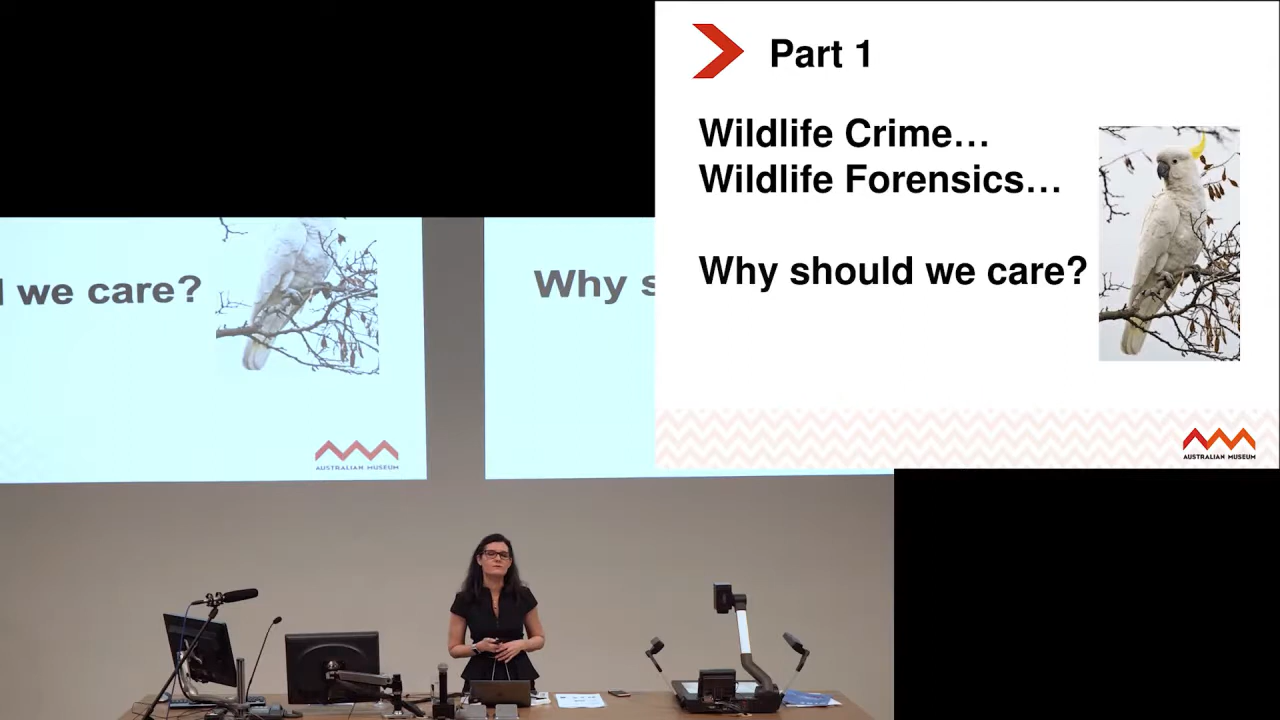 Part 1
Wildlife Crime...
Wildlife Forensics...
Why should we care?
AUSTRALIAN MUSEUM
we care?
AUSTRALIAN MUSEUM
Why s